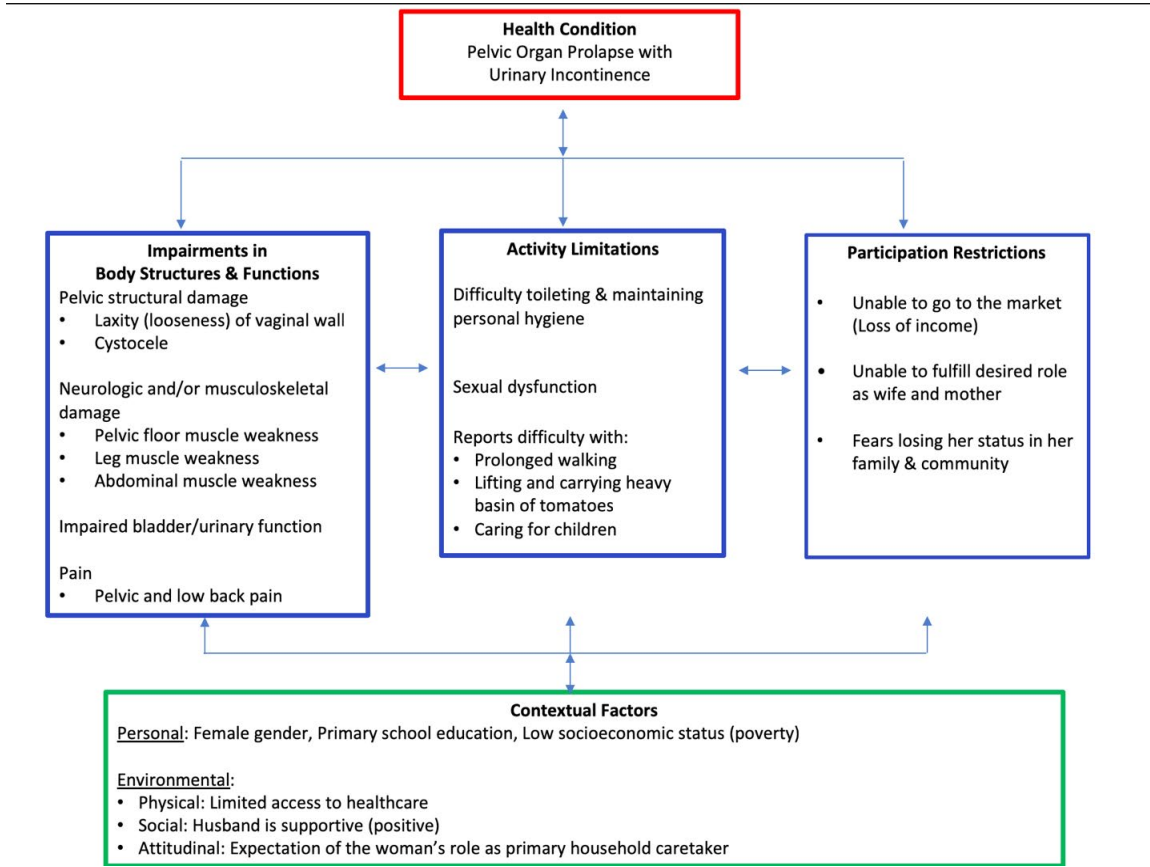 Health Condition
Pelvic Organ Prolapse with
Urinary Incontinence
Impairments in
Body Structures & Functions
Pelvic structural damage
• Laxity (looseness) of vaginal wall
• Cystocele
Neurologic and/or musculoskeletal
damage
• Pelvic floor muscle weakness
• Leg muscle weakness
• Abdominal muscle weakness
Impaired bladder/urinary function
Pain
• Pelvic and low back pain
Activity Limitations
Difficulty toileting & maintaining
personal hygiene
Sexual dysfunction
Reports difficulty with:
• Prolonged walking
• Lifting and carrying heavy
basin of tomatoes
• Caring for children
Participation Restrictions
• Unable to go to the market
(Loss of income)
• Unable to fulfill desired role
as wife and mother
• Fears losing her status in her
family & community
Contextual Factors
Personal: Female gender, Primary school education, Low socioeconomic status (poverty)
Environmental:
• Physical: Limited access to healthcare
• Social: Husband is supportive (positive)
• Attitudinal: Expectation of the woman's role as primary household caretaker